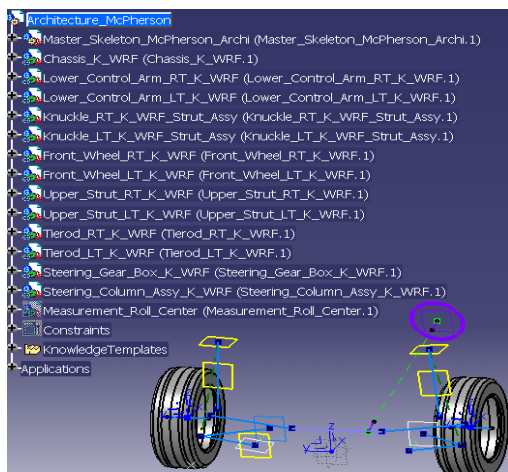 Architecture_McPherson
Master_Skeleton_McPherson_Archi (Master_Skeleton_McPherson_Archi.1)
Chassis_K_WRF (Chassis_K_WRF.1)
Lower_Control_Arm_RT_K_WRF (Lower_Control_Arm_RT_K_WRF.1)
Lower_Control_Arm_LT_K_WRF (Lower_Control_Arm_LT_K_WRF.1)
Knuckle_RT_K_WRF_Strut_Assy (Knuckle_RT_K_WRF_Strut_Assy.1)
Knuckle_LT_K_WRF_Strut_Assy (Knuckle_LT_K_WRF_Strut_Assy.1)
Front_Wheel_RT_K_WRF (Front_Wheel_RT_K_WRF.1)
Front_Wheel_LT_K_WRF (Front_Wheel_LT_K_WRF.1)
Upper_Strut_RT_K_WRF (Upper_Strut_RT_K_WRF.1)
Upper_Strut_LT_K_WRF (Upper_Strut_LT_K_WRF.1)
Tierod_RT_K_WRF (Tierod_RT_K_WRF.1)
Tierod_LT_K_WRF (Tierod_LT_K_WRF.1)
Steering_Gear_Box_K_WRF (Steering_Gear_Box_K_WRF.1)
Steering_Column_Assy_K_WRF (Steering_Column_Assy_K_WRF.1)
Measurement_Roll_Center (Measurement_Roll_Center.1)
Constraints
KnowledgeTemplates
Applications
z
y x